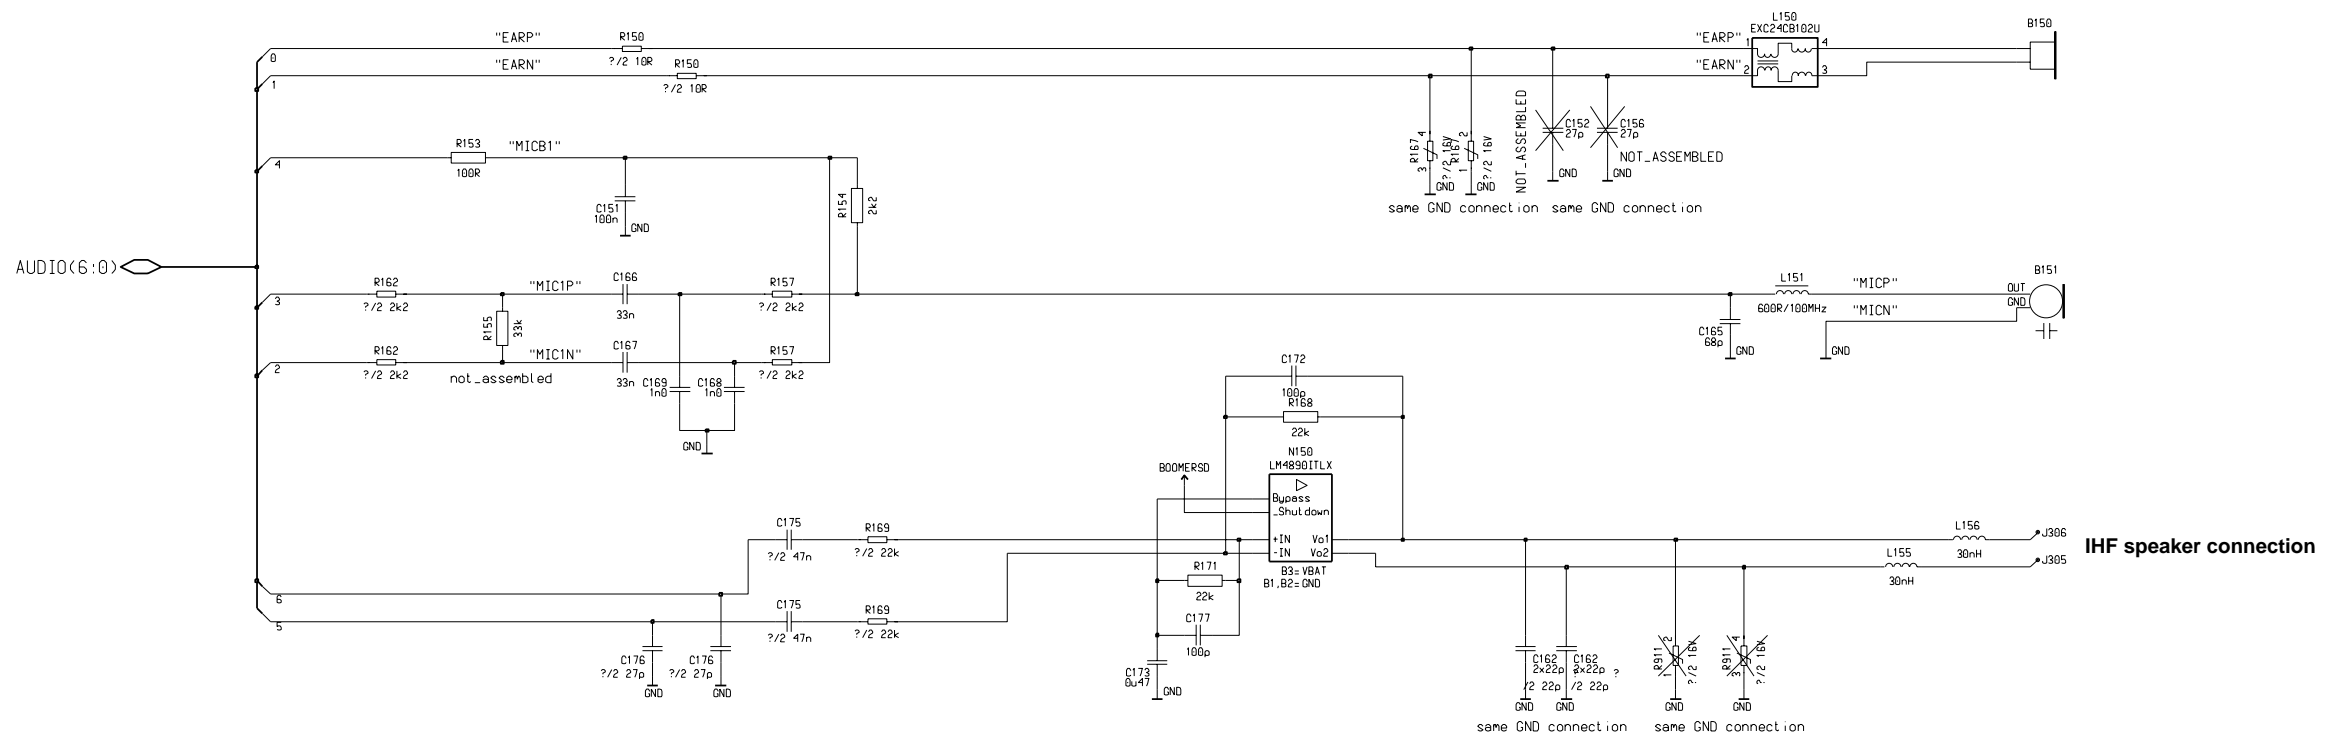 L150
EXC24CB102U
B150
"EARP"
R150
?/2 10R
"EARP"
1
4
0
"EARN"
R150
?/2 10R
"EARN"
2
3
1
R153
100R
"MICB1"
4
C151
100n
GND
R154
2k2
R167
4
3
?/2 16V
GND
R167
2
1
?/2 16V
GND
NOT_ASSEMBLED
C152
27p
GND
C156
27p
NOT_ASSEMBLED
GND
same GND connection
same GND connection
AUDIO(6:0)
R162
?/2 2k2
"MIC1P"
C166
33n
R157
?/2 2k2
3
R155
33k
R162
?/2 2k2
not_assembled
"MIC1N"
C167
33n
R157
?/2 2k2
2
C169
1n0
C168
1n0
GND
L151
600R/100MHz
"MICP"
"MICN"
B151
OUT
GND
C165
68p
GND
GND
C172
100p
R168
22k
N150
LM4890ITLX
BOOMERSD
Bypass
_Shutdown
+IN
Vo1
-IN
Vo2
B3=VBAT
B1,B2=GND
C175
?/2 47n
R169
?/2 22k
6
C175
?/2 47n
R169
?/2 22k
5
R171
22k
C177
100p
C173
0u47
GND
C176
?/2 27p
GND
C176
?/2 27p
GND
L156
30nH
J306
L155
30nH
J305
IHF speaker connection
C162
2x22p
/2 22p
GND
C162
2x22p
?
/2 22p
GND
R911
2
1
?/2 16V
GND
R911
4
3
?/2 16V
GND
same GND connection
same GND connection